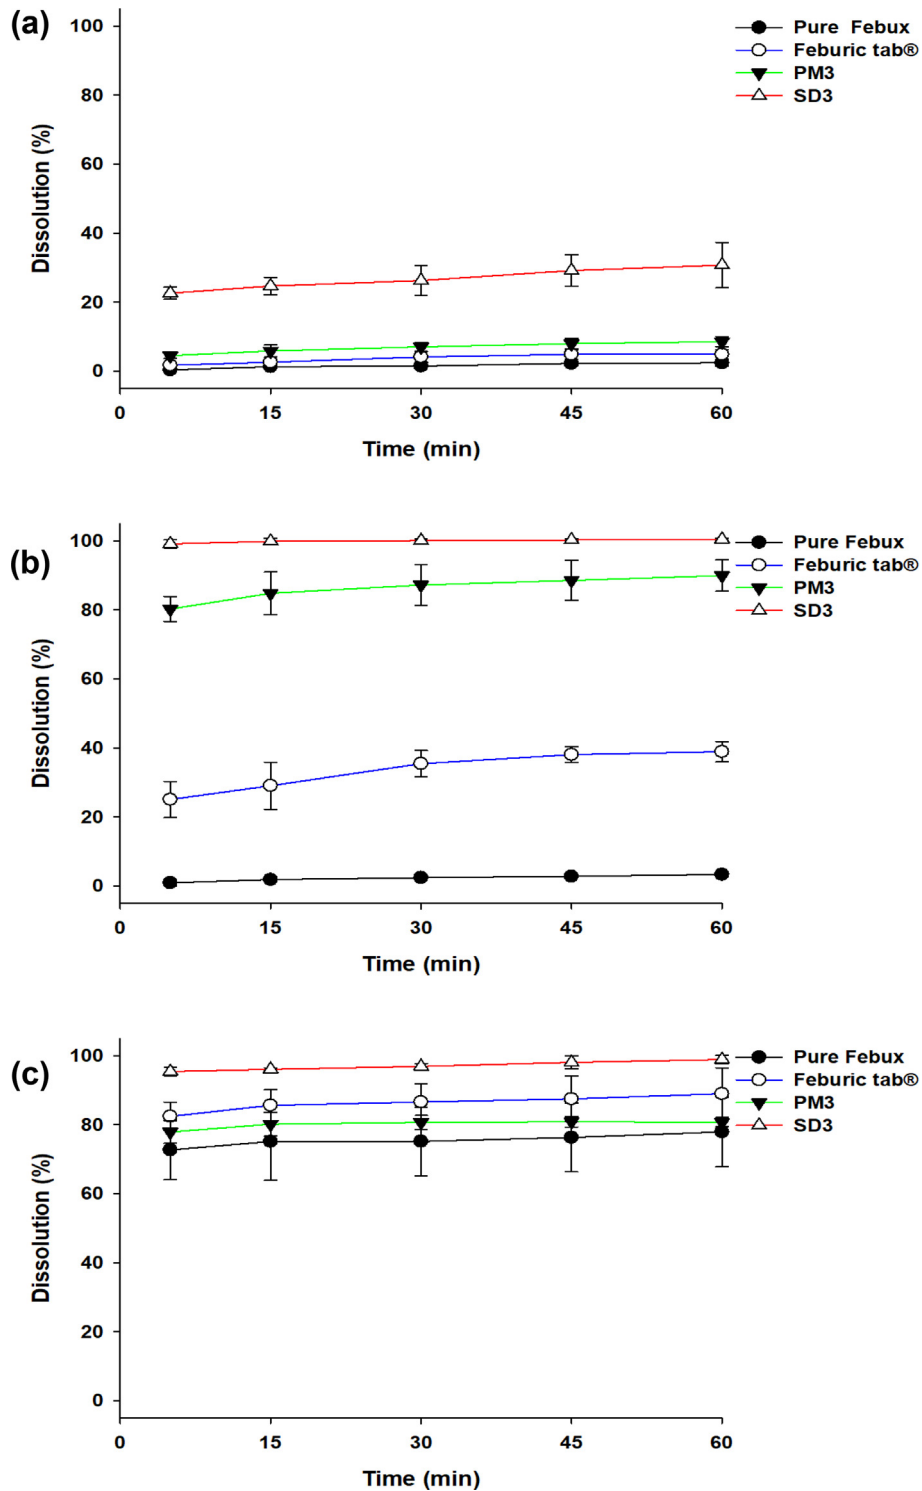 (a)
100
80
60
40
20
0
Dissolution (%)
0 15 30 45 60
Time (min)
Pure Febux
Feburic tab®
PM3
SD3
(b)
100
80
60
40
20
0
Dissolution (%)
0 15 30 45 60
Time (min)
Pure Febux
Feburic tab®
PM3
SD3
(c)
100
80
60
40
20
0
Dissolution (%)
0 15 30 45 60
Time (min)
Pure Febux
Feburic tab®
PM3
SD3